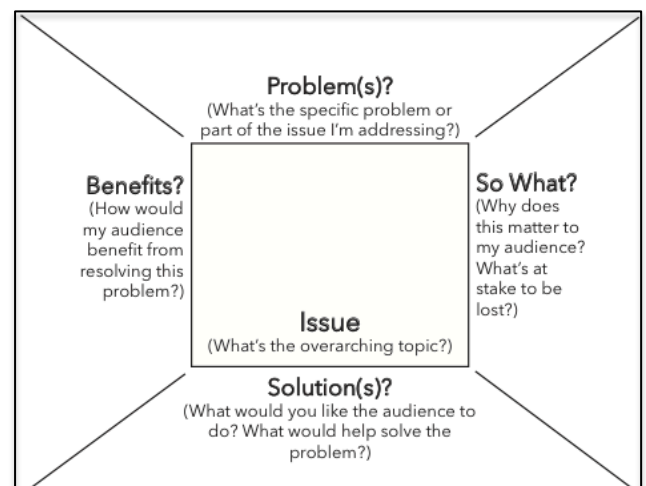 Problem(s)?
(What's the specific problem or
part of the issue I'm addressing?)
Benefits?
(How would
my audience
benefit from
resolving this
problem?)
So What?
(Why does
this matter to
my audience?
What's at
stake to be
lost?)
Issue
(What's the overarching topic?)
Solution(s)?
(What would you like the audience to
do? What would help solve the
problem?)